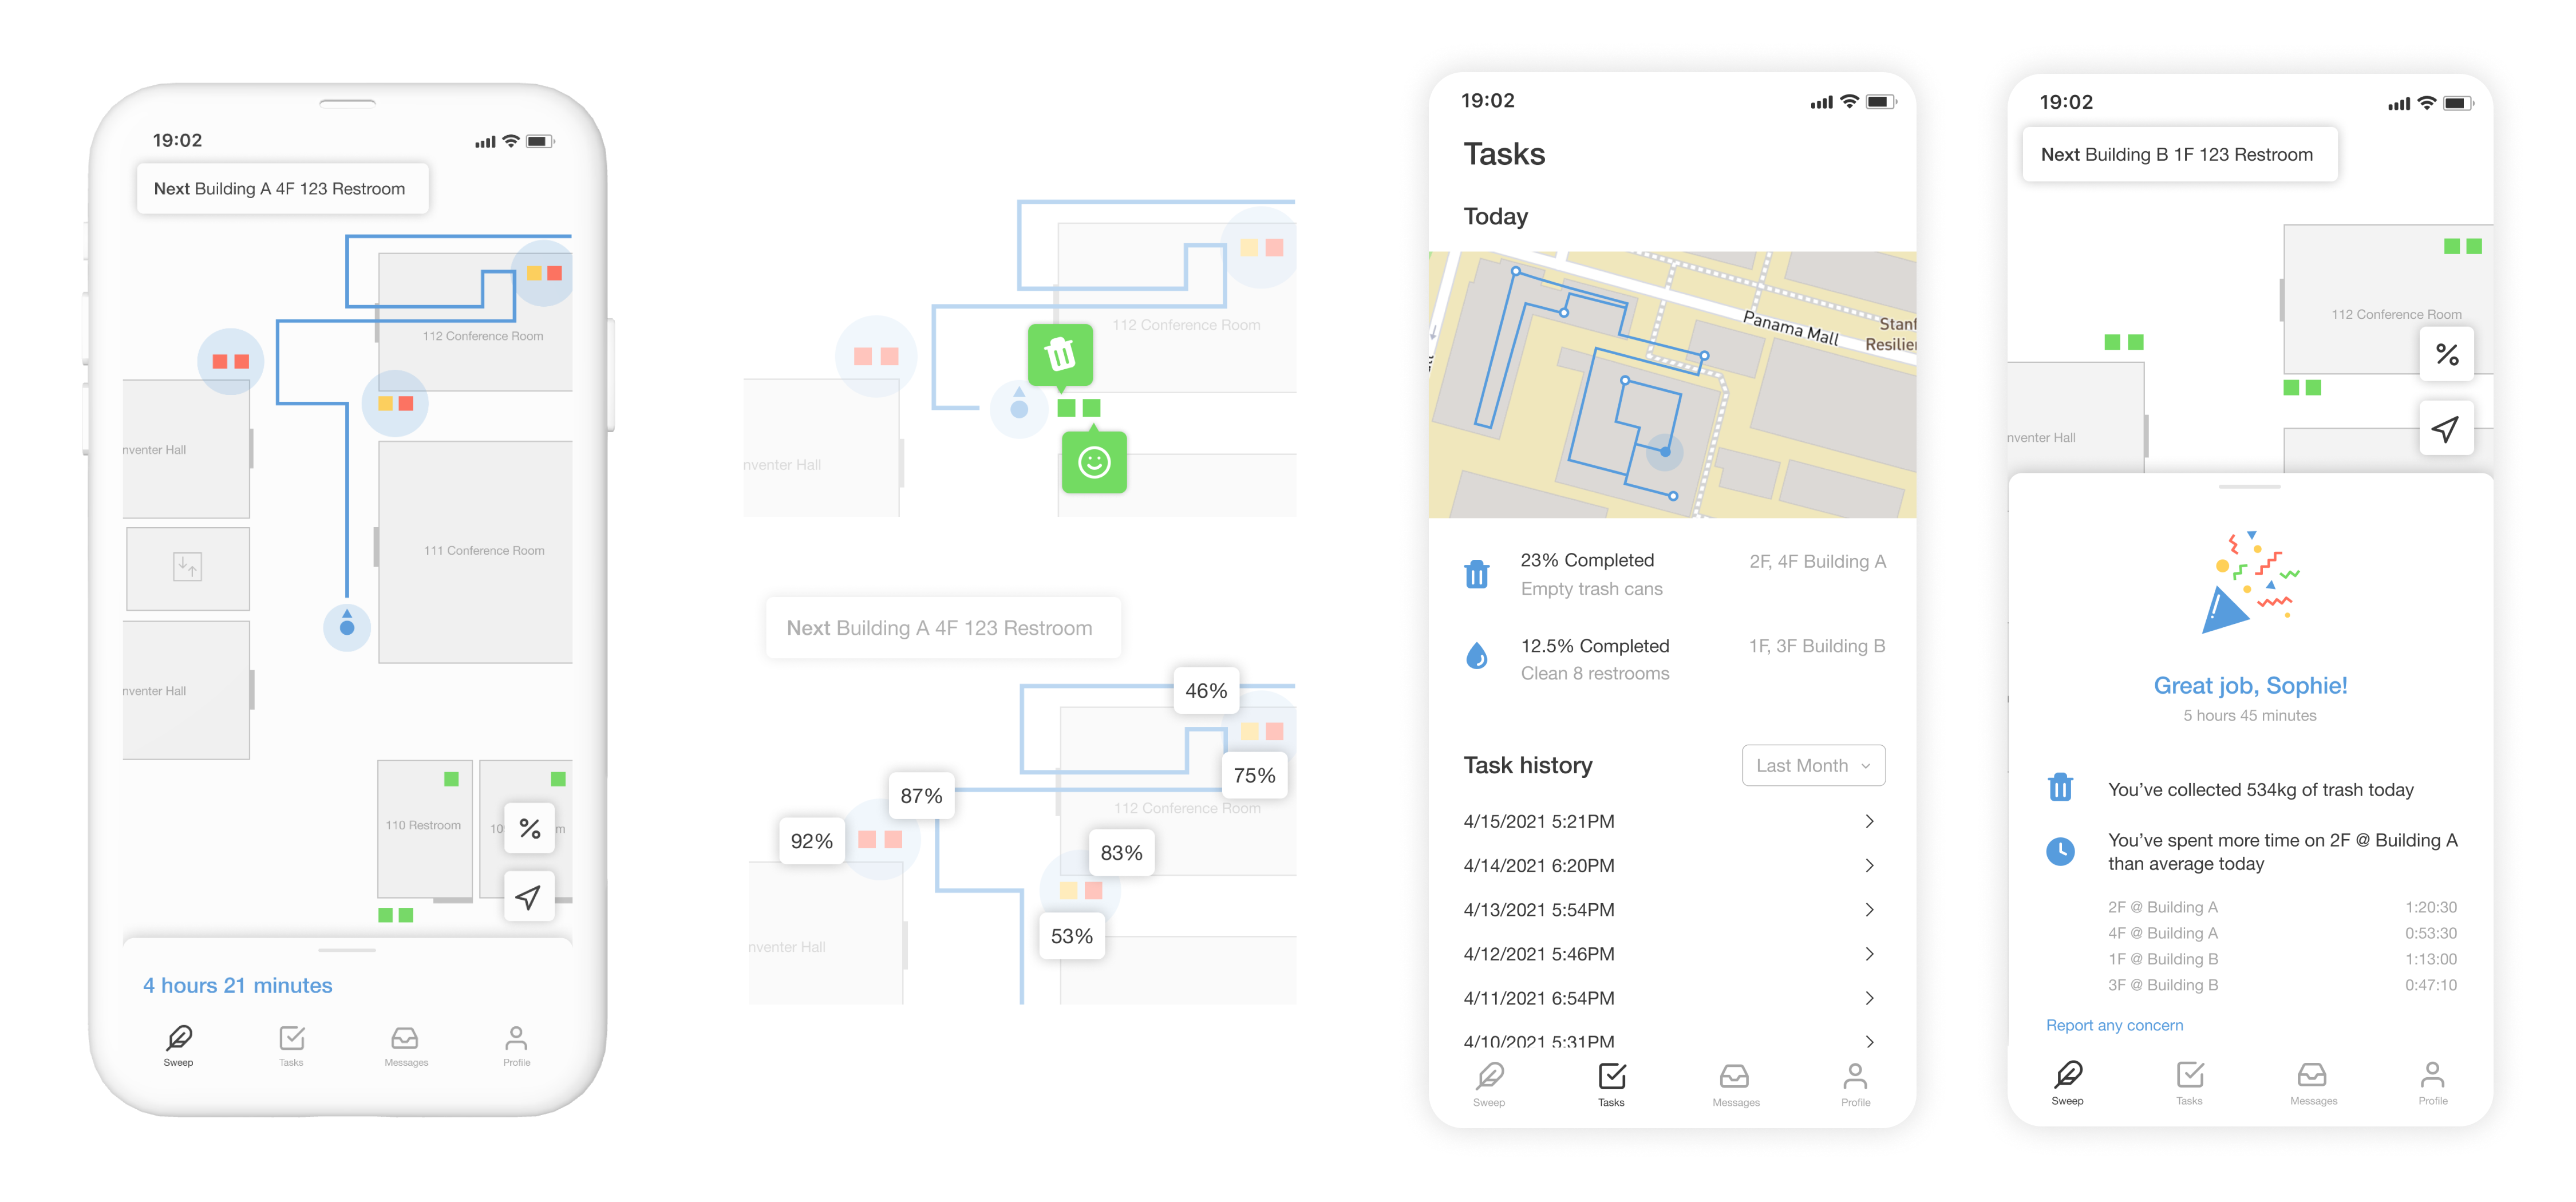 19:02
Next Building A 4F 123 Restroom
112 Conference Room
nventer Hall
111 Conference Room
nventer Hall
110 Restroom
10
m
4 hours 21 minutes
Sweep
Tasks
Messages
Profile
112 Conference Room
nventer Hall
Next Building A 4F 123 Restroom
46%
75%
87%
112 Conference Room
92%
83%
53%
nventer Hall
19:02
Tasks
Today
Panama Mall
Stanf
Resilien
23% Completed
2F, 4F Building A
Empty trash cans
12.5% Completed
1F, 3F Building B
Clean 8 restrooms
Task history
Last Month
4/15/2021 5:21PM
4/14/2021 6:20PM
4/13/2021 5:54PM
4/12/2021 5:46PM
4/11/2021 6:54PM
4/10/2021 5:31PM
Sweep
Tasks
Messages
Profile
19:02
Next Building B 1F 123 Restroom
112 Conference Room
%
nventer Hall
Great job, Sophie!
5 hours 45 minutes
You’ve collected 534kg of trash today
You’ve spent more time on 2F @ Building A
than average today
2F @ Building A 1:20:30
4F @ Building A 0:53:30
1F @ Building B 1:13:00
3F @ Building B 0:47:10
Report any concern
Sweep
Tasks
Messages
Profile